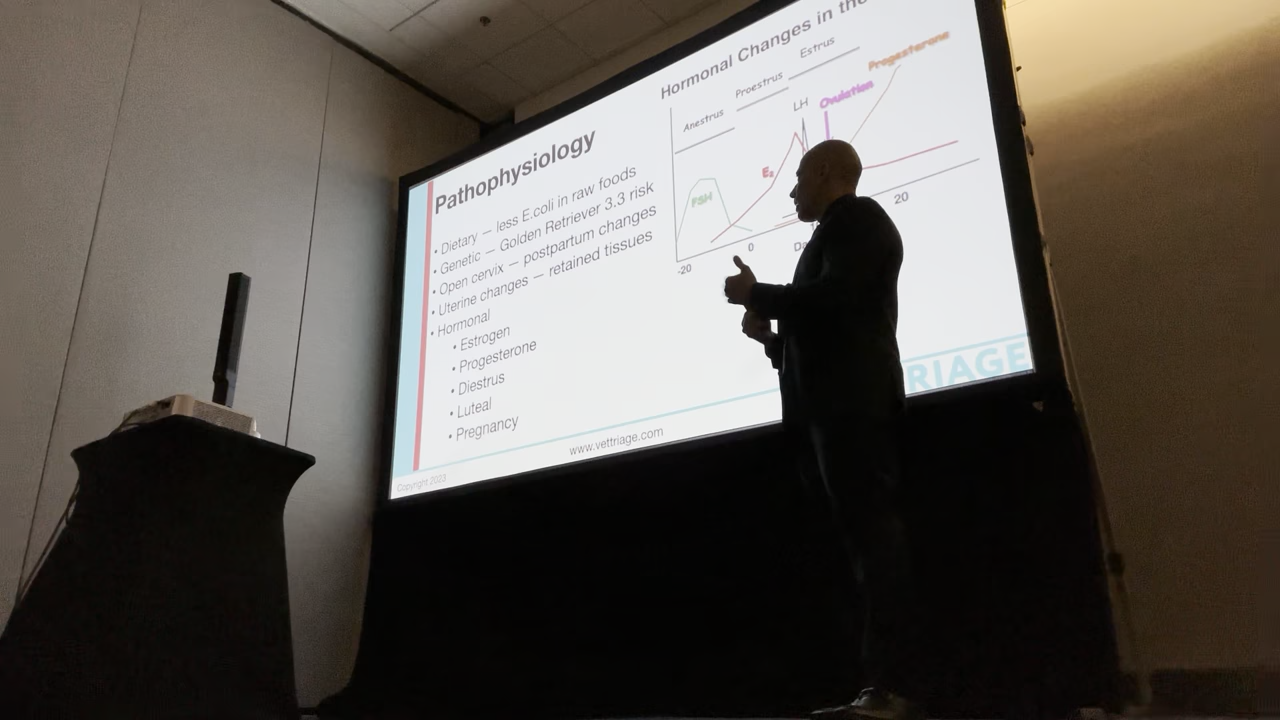 Pathophysiology
• Dietary – less E.coli in raw foods
• Genetic – Golden Retriever 3.3 risk
• Open cervix – postpartum changes
• Uterine changes – retained tissues
• Hormonal
• Estrogen
• Progesterone
• Diestrus
• Luteal
• Pregnancy
Hormonal Changes in the
Anestrus
Proestrus
Estrus
Progesterone
LH
Ovulation
E₂
FSH
-20
0
Da
20
www.vettriage.com
RIAGE
Copyright 2023